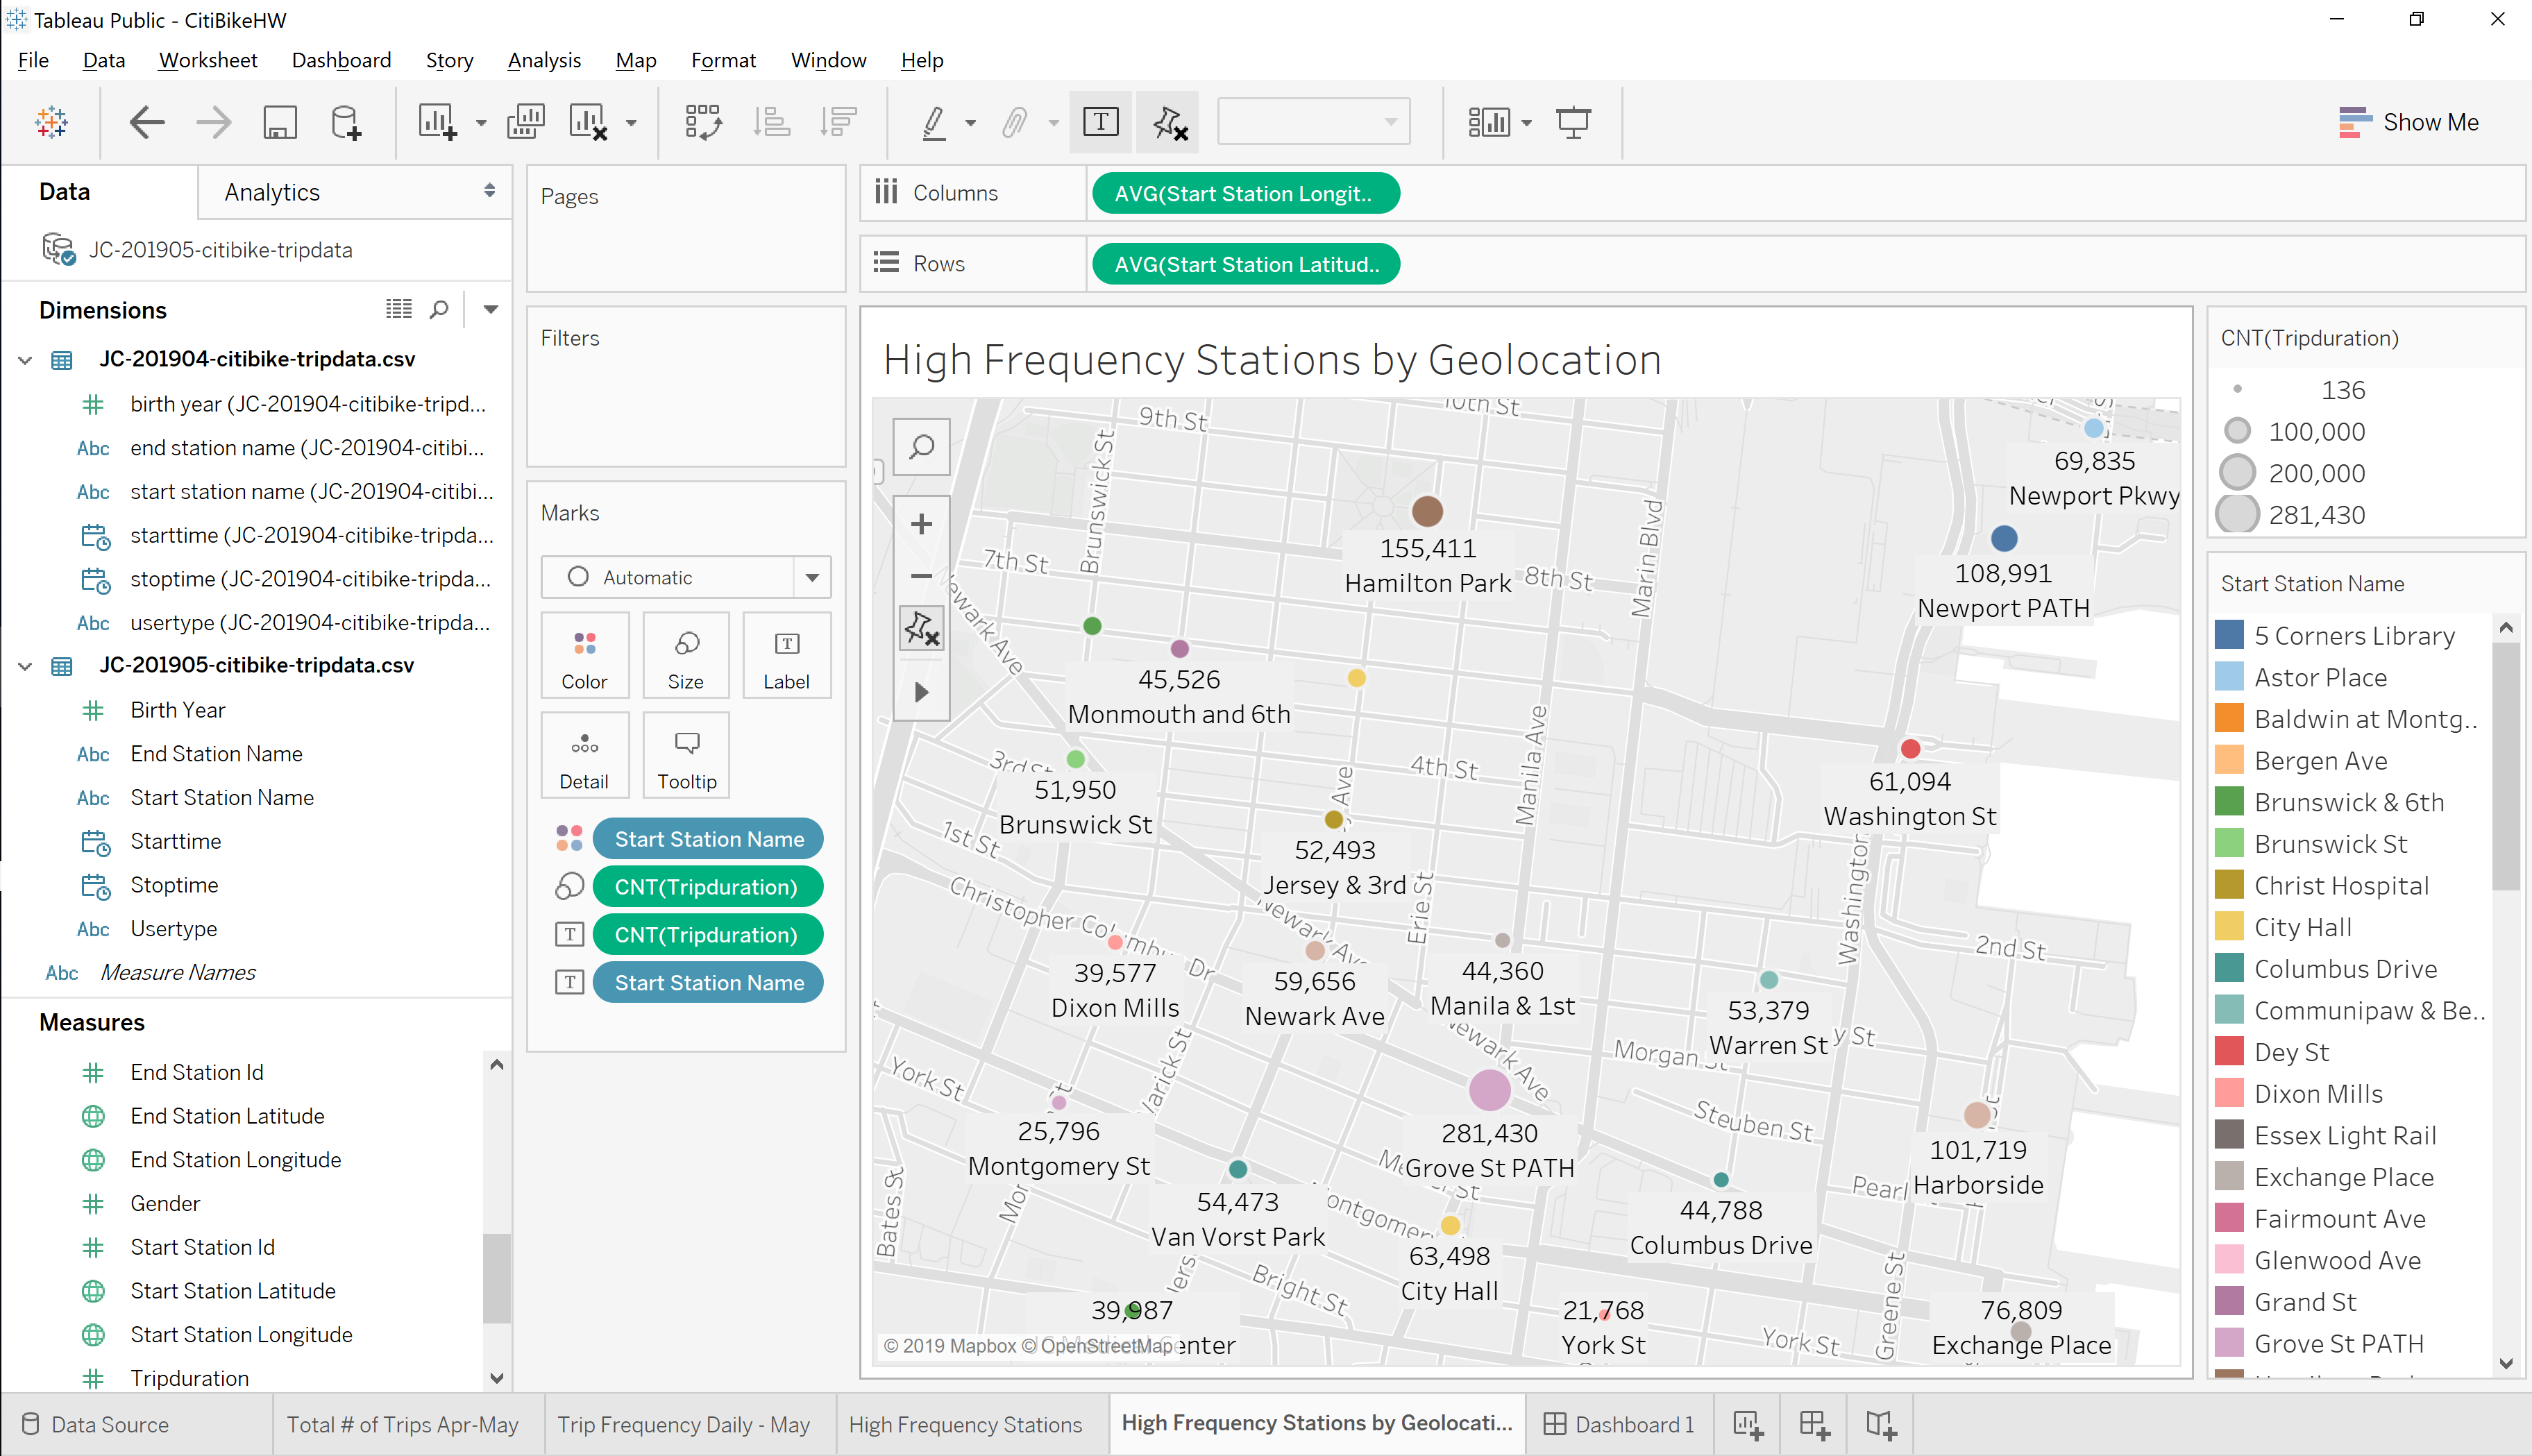 Tableau Public - CitiBikeHW
File Data Worksheet Dashboard Story Analysis Map Format Window Help
Show Me
Data
Analytics
JC-201905-citibike-tripdata
Dimensions
JC-201904-citibike-tripdata.csv
birth year (JC-201904-citibike-tripd...
Abc end station name (JC-201904-citibi...
Abc start station name (JC-201904-citibi...
starttime (JC-201904-citibike-tripda...
stoptime (JC-201904-citibike-tripda...
Abc usertype (JC-201904-citibike-tripda...
JC-201905-citibike-tripdata.csv
Birth Year
Abc End Station Name
Abc Start Station Name
Starttime
Stoptime
Abc Usertype
Abc Measure Names
Measures
End Station Id
End Station Latitude
End Station Longitude
Gender
Start Station Id
Start Station Latitude
Start Station Longitude
Tripduration
Pages
Filters
Marks
Automatic
Color
Size
Label
Detail
Tooltip
Start Station Name
CNT(Tripduration)
CNT(Tripduration)
Start Station Name
Columns
AVG(Start Station Longit..
Rows
AVG(Start Station Latitud..
High Frequency Stations by Geolocation
9th St
10th St
Brunswick St
69,835
Newport Pkwy
155,411
Hamilton Park
7th St
8th St
Marin Blvd
108,991
Newport PATH
Newark Ave
45,526
Monmouth and 6th
3rd St
51,950
Brunswick St
4th St
Ave
Manila Ave
61,094
Washington St
1st St
52,493
Jersey & 3rd
Erie St
Washington
Christopher Columbus Dr
Newark Ave
2nd St
39,577
Dixon Mills
59,656
Newark Ave
44,360
Manila & 1st
53,379
Warren St
y St
Morgan St
Newark Ave
York St
Varick St
25,796
Montgomery St
281,430
Grove St PATH
Steuben St
101,719
Harborside
Pearl
Bates St
54,473
Van Vorst Park
ontgomer
63,498
City Hall
44,788
Columbus Drive
Bright St
Greene St
39,987
enter
21,768
York St
York St
76,809
Exchange Place
© 2019 Mapbox © OpenStreetMap
CNT(Tripduration)
136
100,000
200,000
281,430
Start Station Name
5 Corners Library
Astor Place
Baldwin at Montg..
Bergen Ave
Brunswick & 6th
Brunswick St
Christ Hospital
City Hall
Columbus Drive
Communipaw & Be..
Dey St
Dixon Mills
Essex Light Rail
Exchange Place
Fairmount Ave
Glenwood Ave
Grand St
Grove St PATH
Data Source
Total # of Trips Apr-May
Trip Frequency Daily - May
High Frequency Stations
High Frequency Stations by Geolocati...
Dashboard 1